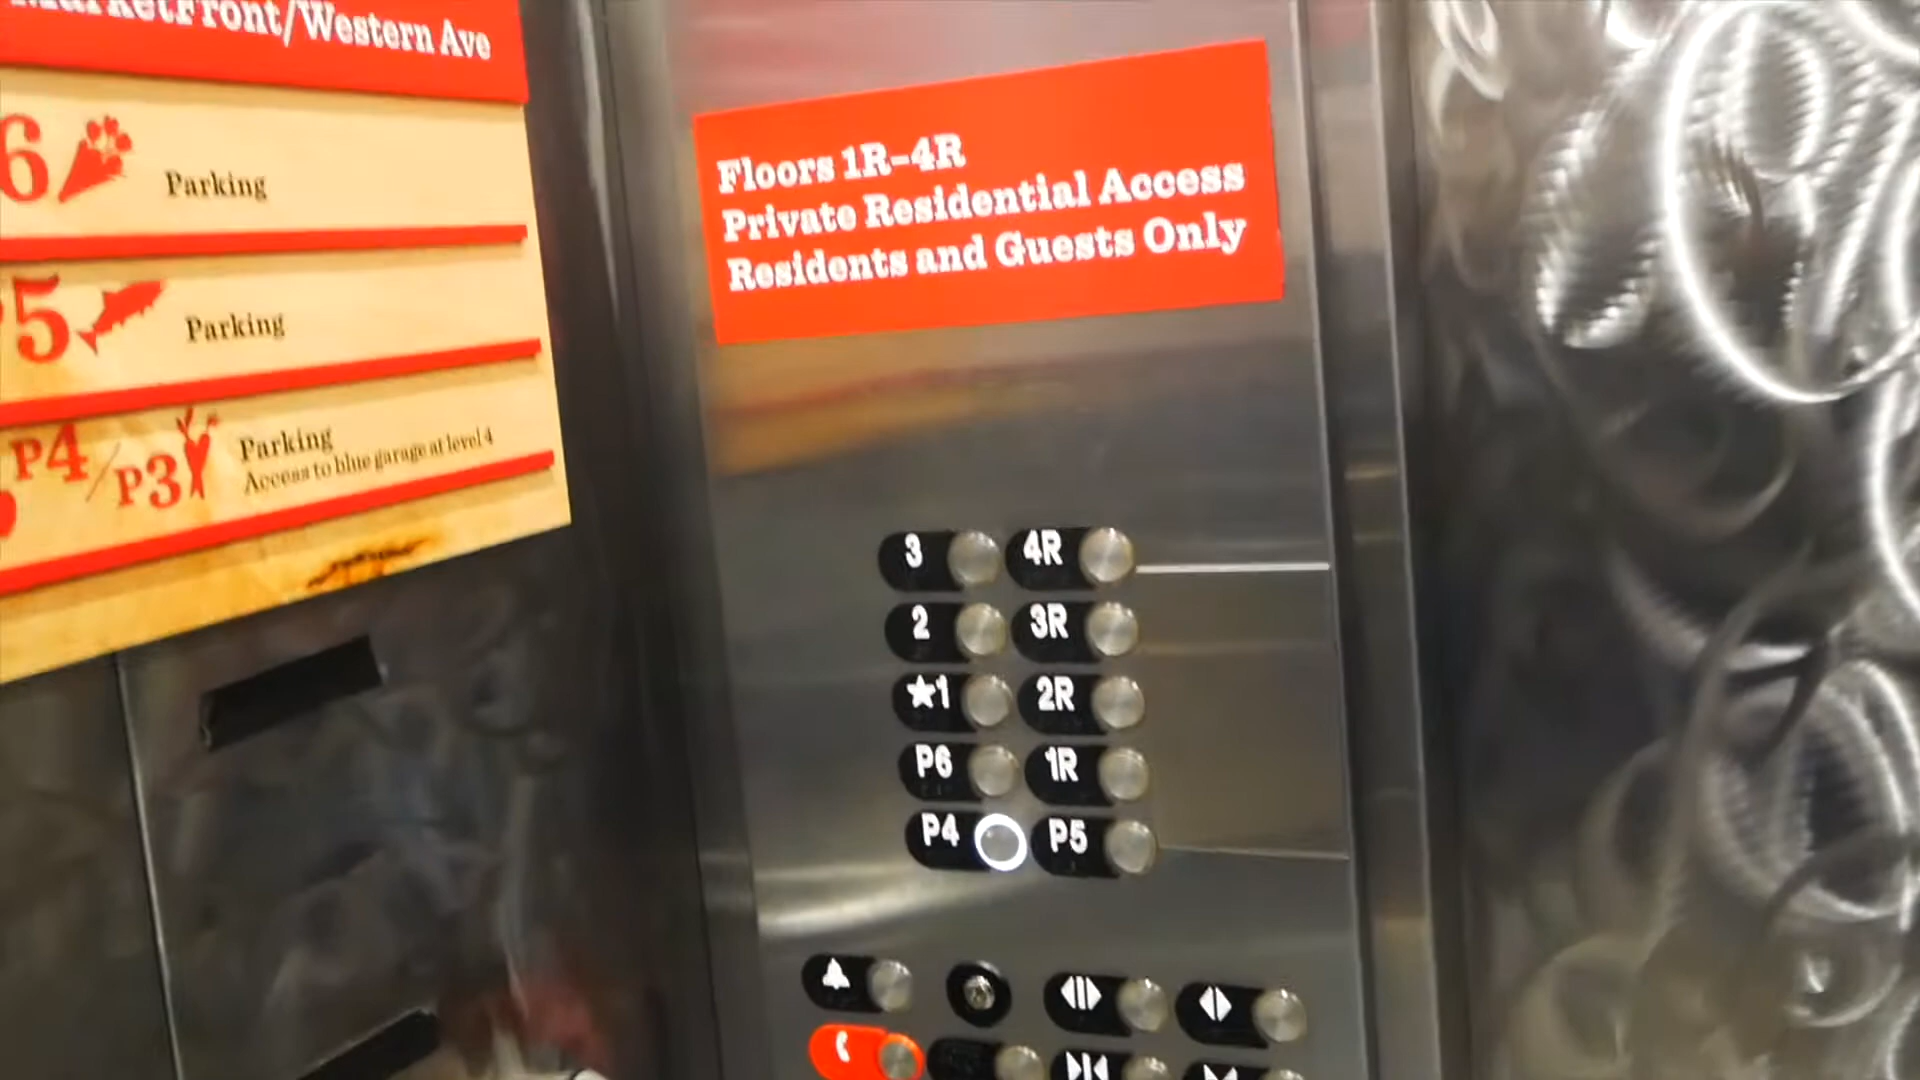 MarketFront/Western Ave
6 Parking
P5 Parking
P4/P3 Parking
Access to blue garage at level 4
Floors 1R–4R
Private Residential Access
Residents and Guests Only
3 4R
2 3R
★1 2R
P6 1R
P4 P5